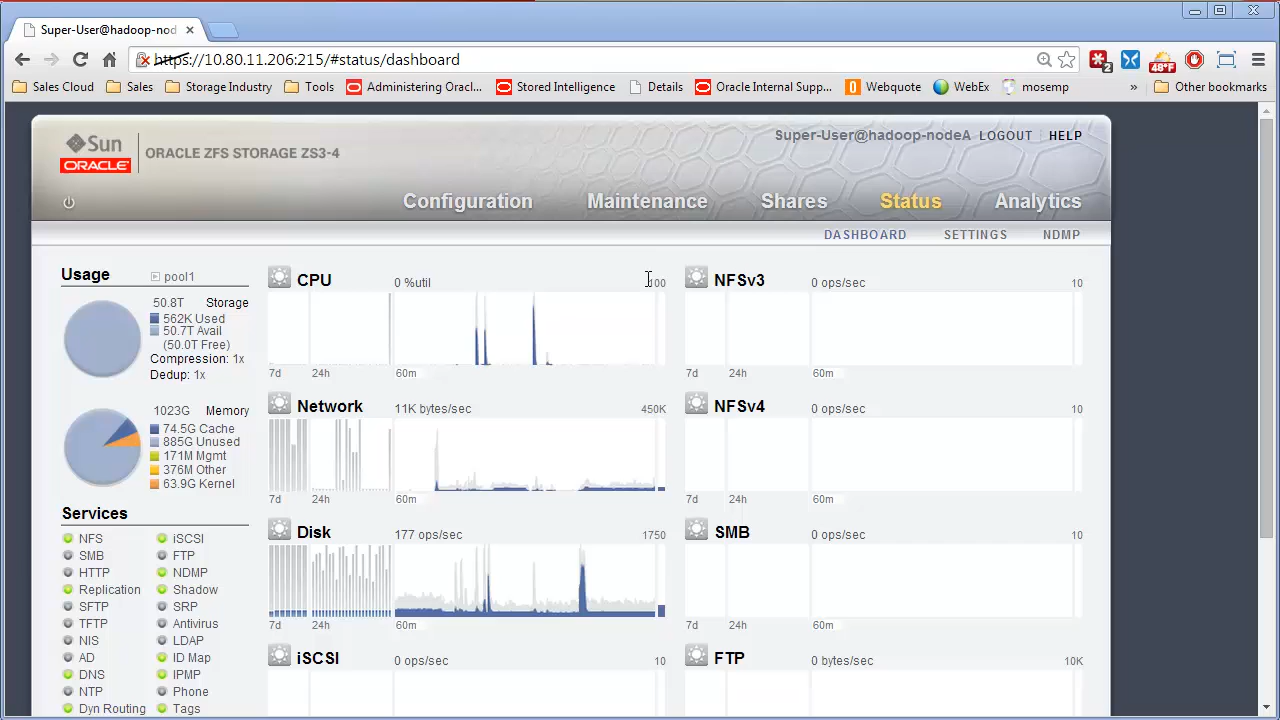 Super-User@hadoop-nod
https://10.80.11.206:215/#status/dashboard
2
48°F
Sales Cloud Sales Storage Industry Tools Administering Oracl... Stored Intelligence Details Oracle Internal Supp... Webquote WebEx mosemp » Other bookmarks
Sun
ORACLE
ORACLE ZFS STORAGE ZS3-4
Super-User@hadoop-nodeA LOGOUT HELP
Configuration Maintenance Shares Status Analytics
DASHBOARD SETTINGS NDMP
Usage pool1
50.8T Storage
562K Used
50.7T Avail
(50.0T Free)
Compression: 1x
Dedup: 1x
1023G Memory
74.5G Cache
885G Unused
171M Mgmt
376M Other
63.9G Kernel
Services
NFS iSCSI
SMB FTP
HTTP NDMP
Replication Shadow
SFTP SRP
TFTP Antivirus
NIS LDAP
AD ID Map
DNS IPMP
NTP Phone
Dyn Routing Tags
CPU 0 %util 100
7d 24h 60m
Network 11K bytes/sec 450K
7d 24h 60m
Disk 177 ops/sec 1750
7d 24h 60m
iSCSI 0 ops/sec 10
NFSv3 0 ops/sec 10
7d 24h 60m
NFSv4 0 ops/sec 10
7d 24h 60m
SMB 0 ops/sec 10
7d 24h 60m
FTP 0 bytes/sec 10K